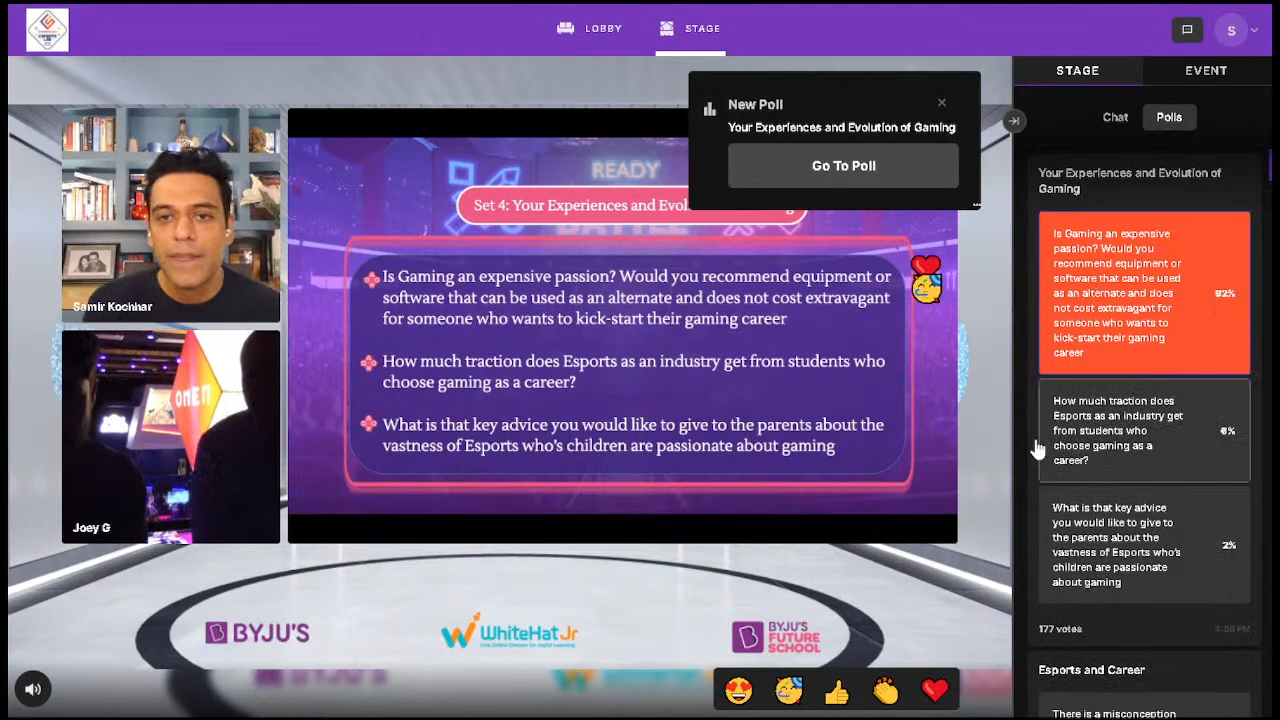 LOBBY
STAGE
S
New Poll
Your Experiences and Evolution of Gaming
Go To Poll
READY
Set 4: Your Experiences and Evol
g
Is Gaming an expensive passion? Would you recommend equipment or
software that can be used as an alternate and does not cost extravagant
for someone who wants to kick-start their gaming career
How much traction does Esports as an industry get from students who
choose gaming as a career?
What is that key advice you would like to give to the parents about the
vastness of Esports who's children are passionate about gaming
Samir Kochhar
OMEN
Joey G
BYJU'S
WhiteHatJr
Live Online Classes for Joyful Learning
BYJU'S
FUTURE
SCHOOL
STAGE
EVENT
Chat
Polls
Your Experiences and Evolution of
Gaming
Is Gaming an expensive
passion? Would you
recommend equipment or
software that can be used
as an alternate and does
not cost extravagant for
someone who wants to
kick-start their gaming
career
92%
How much traction does
Esports as an industry get
from students who
choose gaming as a
career?
6%
What is that key advice
you would like to give to
the parents about the
vastness of Esports who's
children are passionate
about gaming
2%
177 votes
Esports and Career
There is a misconception